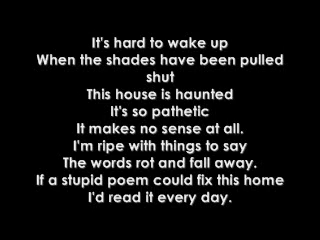 It's hard to wake up
When the shades have been pulled
shut
This house is haunted
It's so pathetic
It makes no sense at all.
I'm ripe with things to say
The words rot and fall away.
If a stupid poem could fix this home
I'd read it every day.